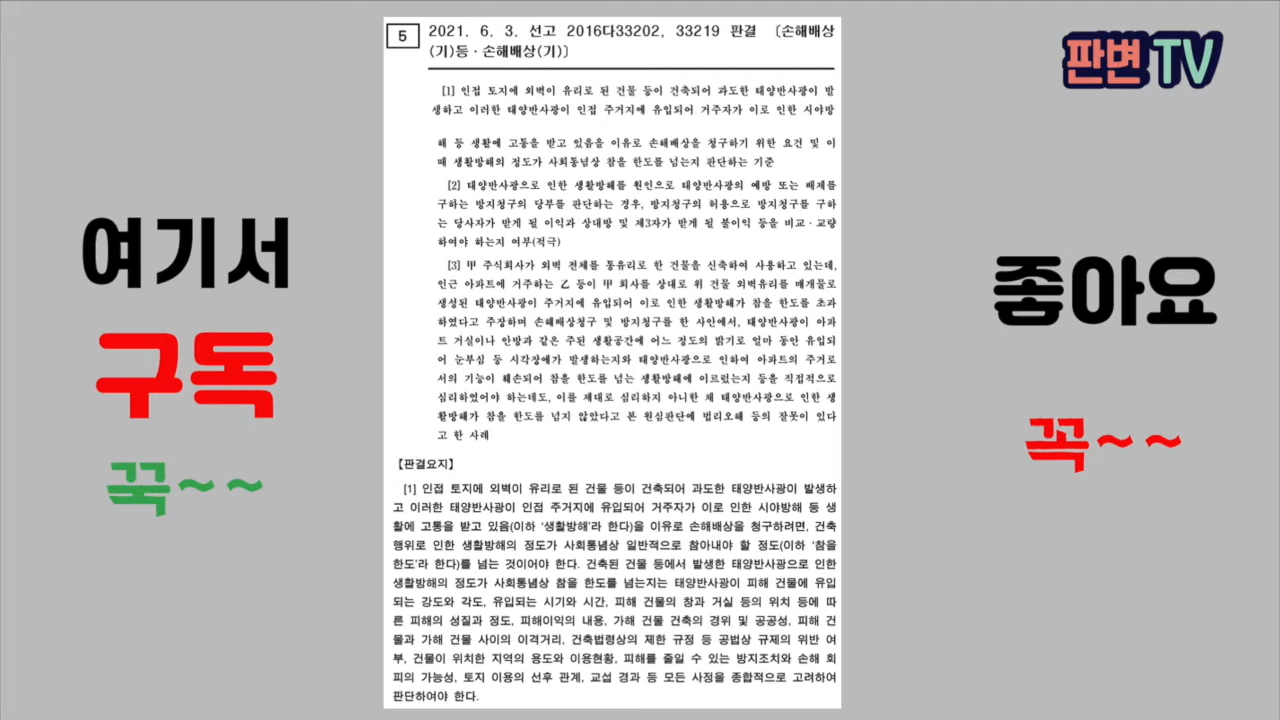 5
2021. 6. 3. 선고 2016다33202, 33219 판결 〔손해배상
(기)등 · 손해배상(기)〕
[1] 인접 토지에 외벽이 유리로 된 건물 등이 건축되어 과도한 태양반사광이 발
생하고 이러한 태양반사광이 인접 주거지에 유입되어 거주자가 이로 인한 시야방
해 등 생활에 고통을 받고 있음을 이유로 손해배상을 청구하기 위한 요건 및 이
때 생활방해의 정도가 사회통념상 참을 한도를 넘는지 판단하는 기준
[2] 태양반사광으로 인한 생활방해를 원인으로 태양반사광의 예방 또는 배제를
구하는 방지청구의 당부를 판단하는 경우, 방지청구의 허용으로 방지청구를 구하
는 당사자가 받게 될 이익과 상대방 및 제3자가 받게 될 불이익 등을 비교·교량
하여야 하는지 여부(적극)
[3] 甲 주식회사가 외벽 전체를 통유리로 한 건물을 신축하여 사용하고 있는데,
인근 아파트에 거주하는 乙 등이 甲 회사를 상대로 위 건물 외벽유리를 매개물로
생성된 태양반사광이 주거지에 유입되어 이로 인한 생활방해가 참을 한도를 초과
하였다고 주장하며 손해배상청구 및 방지청구를 한 사안에서, 태양반사광이 아파
트 거실이나 안방과 같은 주된 생활공간에 어느 정도의 밝기로 얼마 동안 유입되
어 눈부심 등 시각장애가 발생하는지와 태양반사광으로 인하여 아파트의 주거로
서의 기능이 훼손되어 참을 한도를 넘는 생활방해에 이르렀는지 등을 직접적으로
심리하였어야 하는데도, 이를 제대로 심리하지 아니한 채 태양반사광으로 인한 생
활방해가 참을 한도를 넘지 않았다고 본 원심판단에 법리오해 등의 잘못이 있다
고 한 사례
【판결요지】
[1] 인접 토지에 외벽이 유리로 된 건물 등이 건축되어 과도한 태양반사광이 발생하
고 이러한 태양반사광이 인접 주거지에 유입되어 거주자가 이로 인한 시야방해 등 생
활에 고통을 받고 있음(이하 '생활방해'라 한다)을 이유로 손해배상을 청구하려면, 건축
행위로 인한 생활방해의 정도가 사회통념상 일반적으로 참아내야 할 정도(이하 '참을
한도'라 한다)를 넘는 것이어야 한다. 건축된 건물 등에서 발생한 태양반사광으로 인한
생활방해의 정도가 사회통념상 참을 한도를 넘는지는 태양반사광이 피해 건물에 유입
되는 강도와 각도, 유입되는 시기와 시간, 피해 건물의 창과 거실 등의 위치 등에 따
른 피해의 성질과 정도, 피해이익의 내용, 가해 건물 건축의 경위 및 공공성, 피해 건
물과 가해 건물 사이의 이격거리, 건축법령상의 제한 규정 등 공법상 규제의 위반 여
부, 건물이 위치한 지역의 용도와 이용현황, 피해를 줄일 수 있는 방지조치와 손해 회
피의 가능성, 토지 이용의 선후 관계, 교섭 경과 등 모든 사정을 종합적으로 고려하여
판단하여야 한다.
여기서
구독
꾹~~
판변TV
좋아요
꼭~~